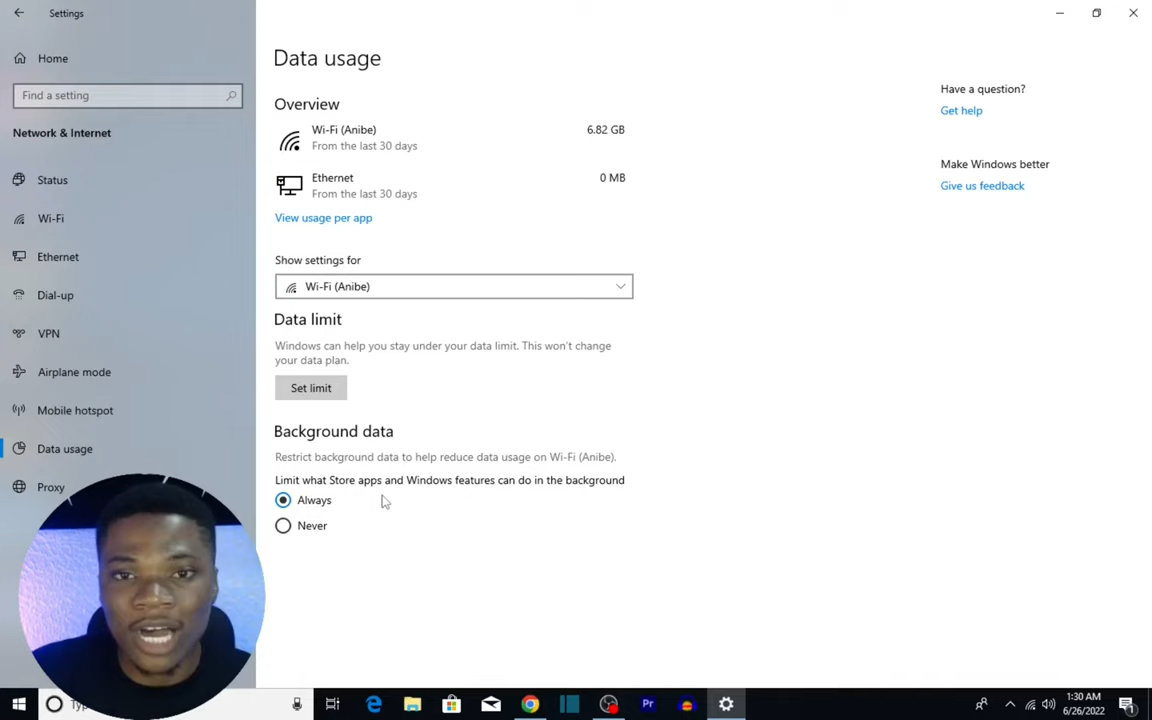 Settings
Home
Find a setting
Network & Internet
Status
Wi-Fi
Ethernet
Dial-up
VPN
Airplane mode
Mobile hotspot
Data usage
Proxy
Data usage
Overview
Wi-Fi (Anibe) 6.82 GB
From the last 30 days
Ethernet 0 MB
From the last 30 days
View usage per app
Show settings for
Wi-Fi (Anibe)
Data limit
Windows can help you stay under your data limit. This won't change
your data plan.
Set limit
Background data
Restrict background data to help reduce data usage on Wi-Fi (Anibe).
Limit what Store apps and Windows features can do in the background
Always
Never
Have a question?
Get help
Make Windows better
Give us feedback
Pr
1:30 AM
6/26/2022
1